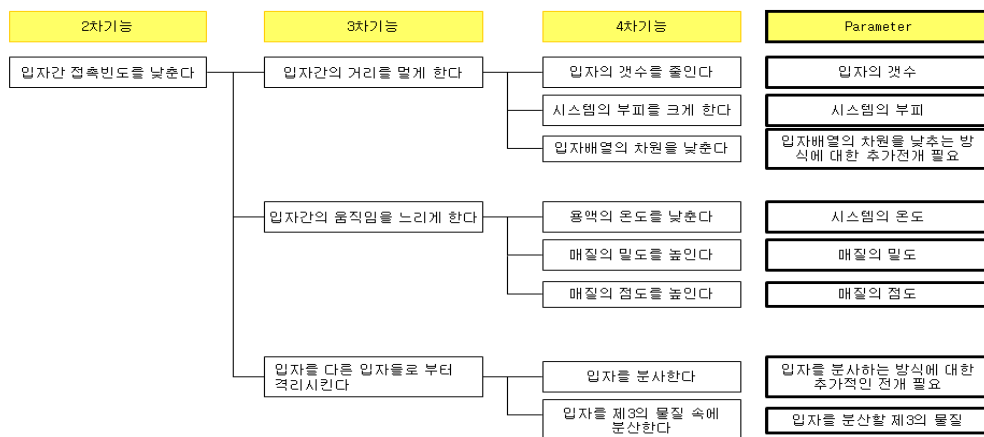 2차기능
3차기능
4차기능
Parameter
입자간 접촉빈도를 낮춘다
입자간의 거리를 멀게 한다
입자의 갯수를 줄인다
입자의 갯수
시스템의 부피를 크게 한다
시스템의 부피
입자배열의 차원을 낮춘다
입자배열의 차원을 낮추는 방
식에 대한 추가전개 필요
입자간의 움직임을 느리게 한다
용액의 온도를 낮춘다
시스템의 온도
매질의 밀도를 높인다
매질의 밀도
매질의 점도를 높인다
매질의 점도
입자를 다른 입자들로 부터
격리시킨다
입자를 분사한다
입자를 분사하는 방식에 대한
추가적인 전개 필요
입자를 제3의 물질 속에
분산한다
입자를 분산할 제3의 물질